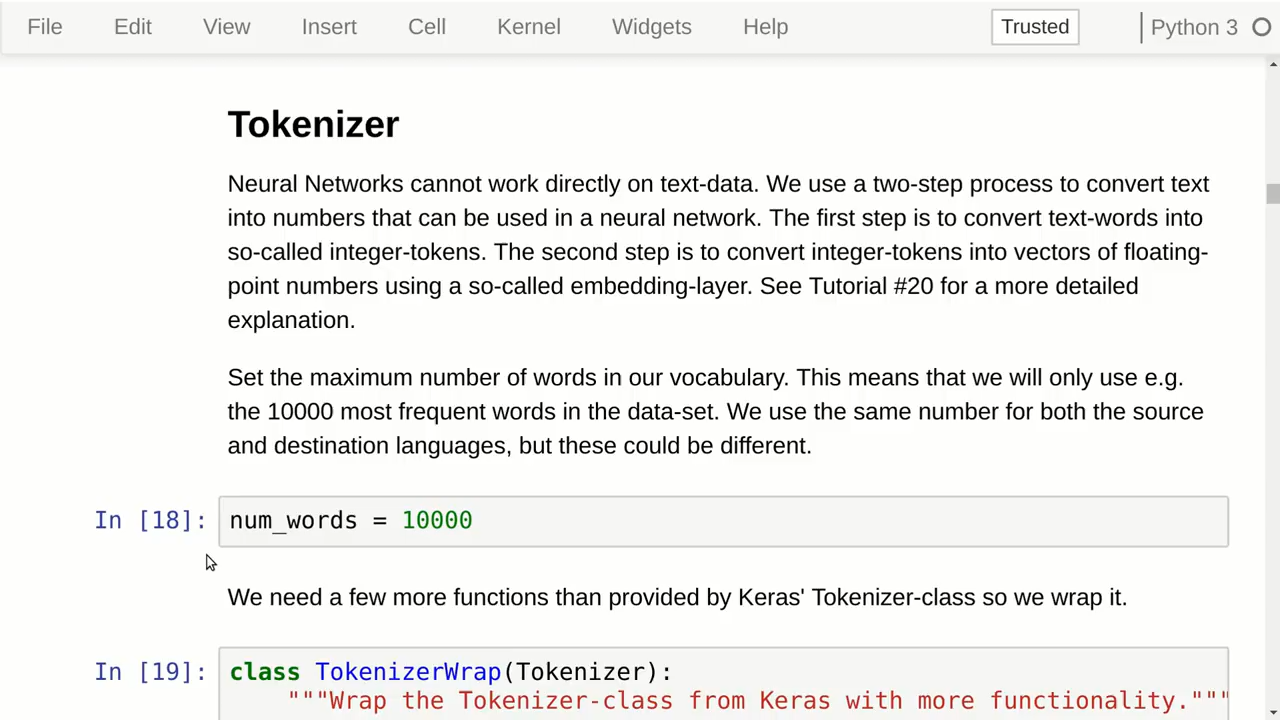 File Edit View Insert Cell Kernel Widgets Help Trusted Python 3
Tokenizer
Neural Networks cannot work directly on text-data. We use a two-step process to convert text
into numbers that can be used in a neural network. The first step is to convert text-words into
so-called integer-tokens. The second step is to convert integer-tokens into vectors of floating-
point numbers using a so-called embedding-layer. See Tutorial #20 for a more detailed
explanation.
Set the maximum number of words in our vocabulary. This means that we will only use e.g.
the 10000 most frequent words in the data-set. We use the same number for both the source
and destination languages, but these could be different.
In [18]: num_words = 10000
We need a few more functions than provided by Keras' Tokenizer-class so we wrap it.
In [19]: class TokenizerWrap(Tokenizer):
"""Wrap the Tokenizer-class from Keras with more functionality."""